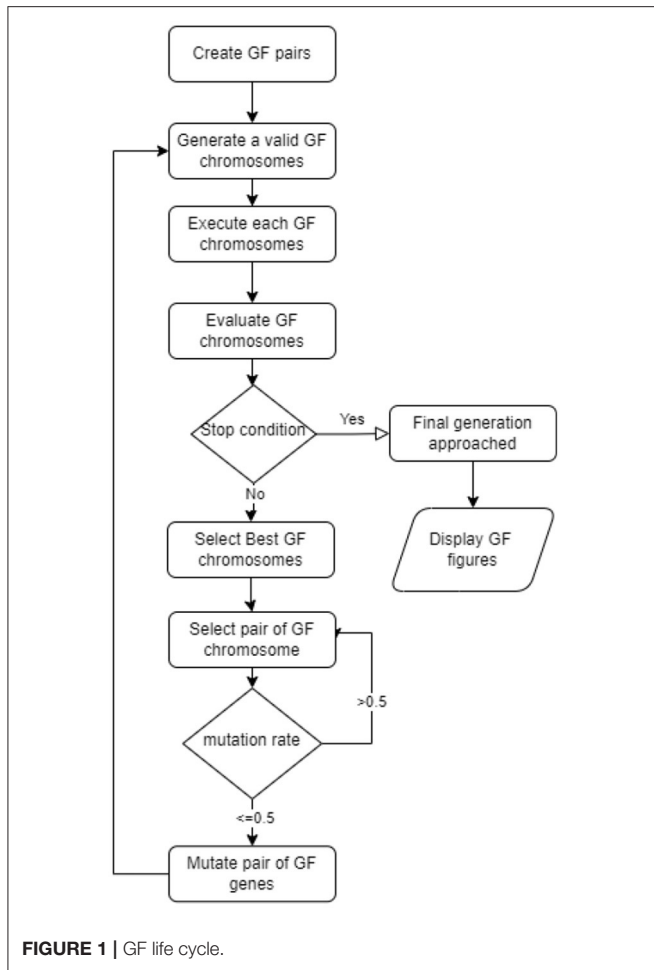 Create GF pairs
Generate a valid GF
chromosomes
Execute each GF
chromosomes
Evaluate GF
chromosomes
Stop condition
Yes
Final generation
approached
No
Display GF
figures
Select Best GF
chromosomes
Select pair of GF
chromosome
>0.5
mutation rate
<=0.5
Mutate pair of GF
genes
FIGURE 1 | GF life cycle.